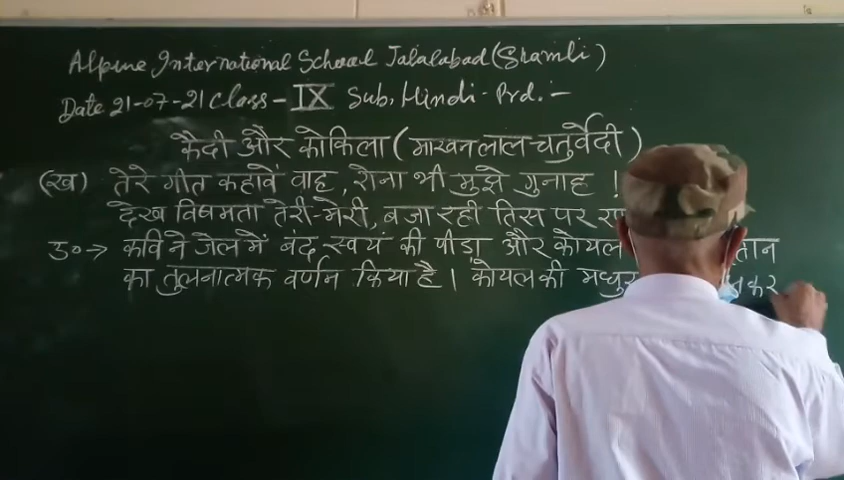 Alpine International School Jalalabad (Shamli)
Date 21-07-21 Class - IX Sub. Hindi - Prd. :-
कैदी और कोकिला (माखनलाल चतुर्वेदी)
(ख) तेरे गीत कहावें वाह, रोना भी मुझे गुनाह !
देख विषमता तेरी-मेरी, बजा रही तिस पर
उ०→ कवि ने जेल में बंद स्वयं की पीड़ा और कोयल तान
का तुलनात्मक वर्णन किया है। कोयल की कर